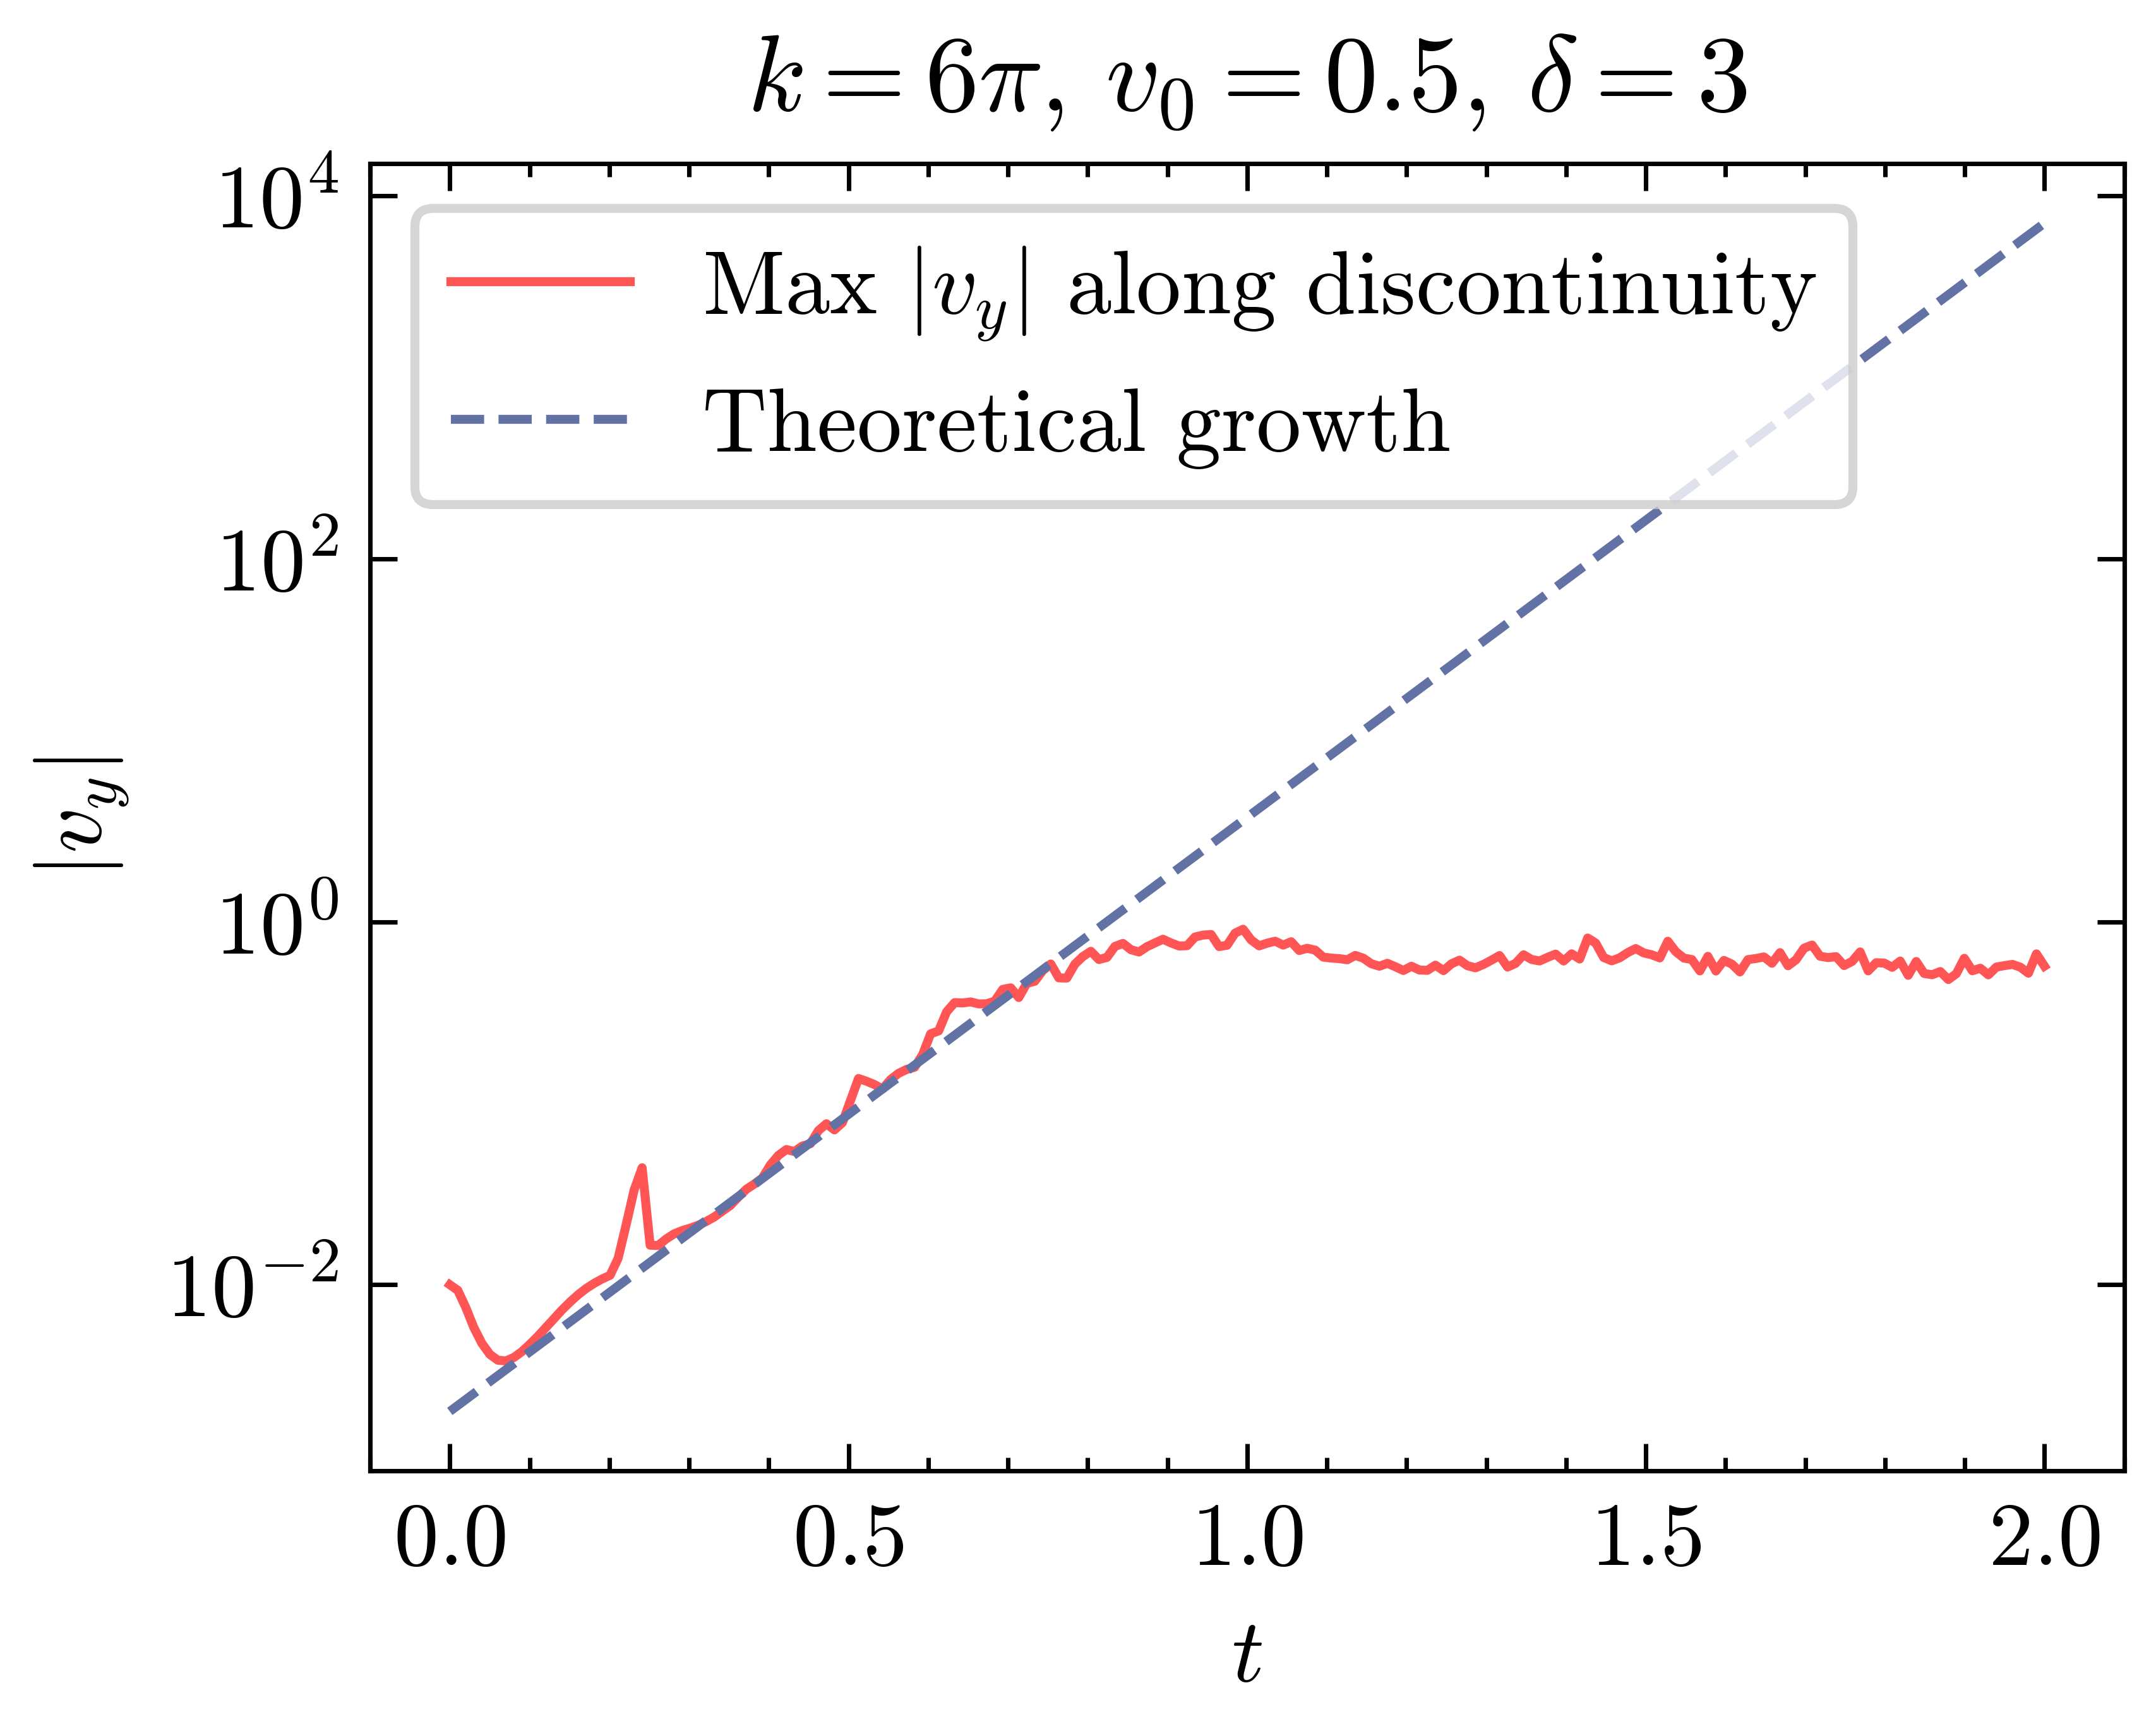 k = 6π, v₀ = 0.5, δ = 3
10⁴
Max |v_y| along discontinuity
Theoretical growth
10²
|v_y|
10⁰
10⁻²
0.0 0.5 1.0 1.5 2.0
t